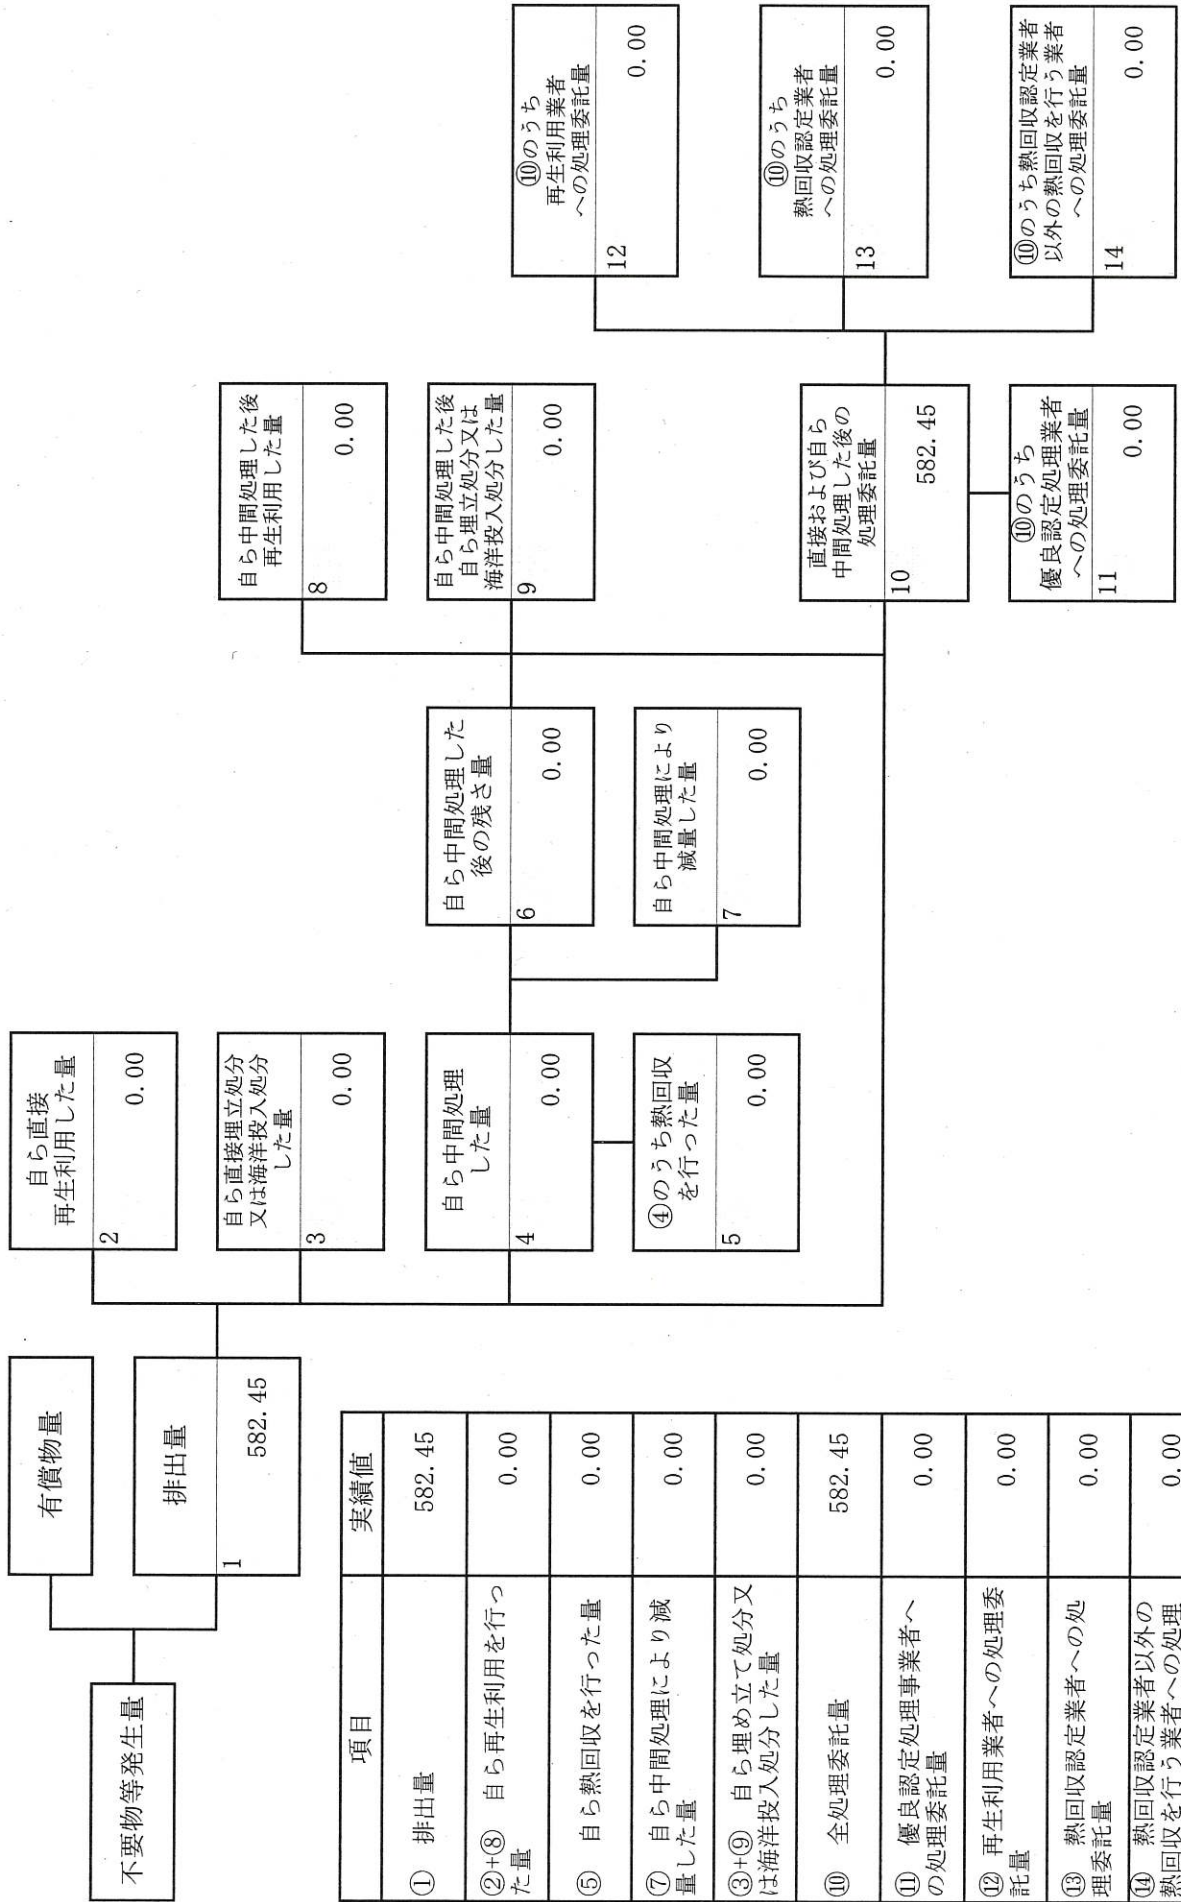 不要物等発生量
有償物量
排出量
1
582.45
自ら直接
再生利用した量
2
0.00
自ら直接埋立処分
又は海洋投入処分
した量
3
0.00
自ら中間処理
した量
4
0.00
④のうち熱回収
を行った量
5
0.00
自ら中間処理した
後の残さ量
6
0.00
自ら中間処理により
減量した量
7
0.00
自ら中間処理した後
再生利用した量
8
0.00
自ら中間処理した後
自ら埋立処分又は
海洋投入処分した量
9
0.00
直接および自ら
中間処理した後の
処理委託量
10
582.45
⑩のうち
優良認定処理業者
への処理委託量
11
0.00
⑩のうち
再生利用業者
への処理委託量
12
0.00
⑩のうち
熱回収認定業者
への処理委託量
13
0.00
⑩のうち熱回収認定業者
以外の熱回収を行う業者
への処理委託量
14
0.00
項目 実績値
① 排出量 582.45
②+⑧ 自ら再生利用を行っ
た量 0.00
⑤ 自ら熱回収を行った量 0.00
⑦ 自ら中間処理により減
量した量 0.00
③+⑨ 自ら埋め立て処分又
は海洋投入処分した量 0.00
⑩ 全処理委託量 582.45
⑪ 優良認定処理事業者へ
の処理委託量 0.00
⑫ 再生利用業者への処理委
託量 0.00
⑬ 熱回収認定業者への処
理委託量 0.00
⑭ 熱回収認定業者以外の
熱回収を行う業者への処理 0.00